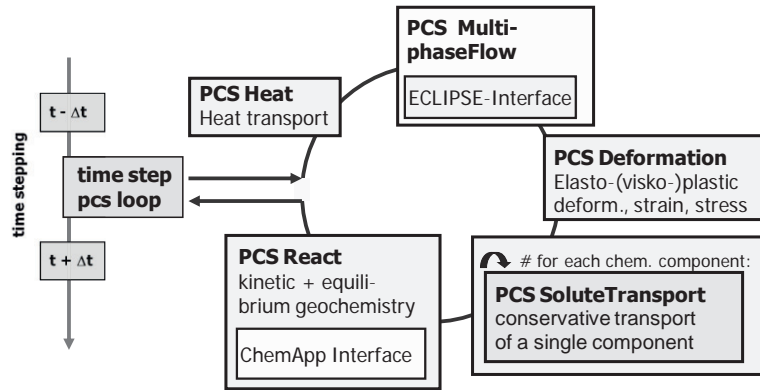 time stepping
t - Δt
time step
pcs loop
t + Δt
PCS Heat
Heat transport
PCS Multi-
phaseFlow
ECLIPSE-Interface
PCS Deformation
Elasto-(visko-)plastic
deform., strain, stress
# for each chem. component:
PCS SoluteTransport
conservative transport
of a single component
PCS React
kinetic + equili-
brium geochemistry
ChemApp Interface